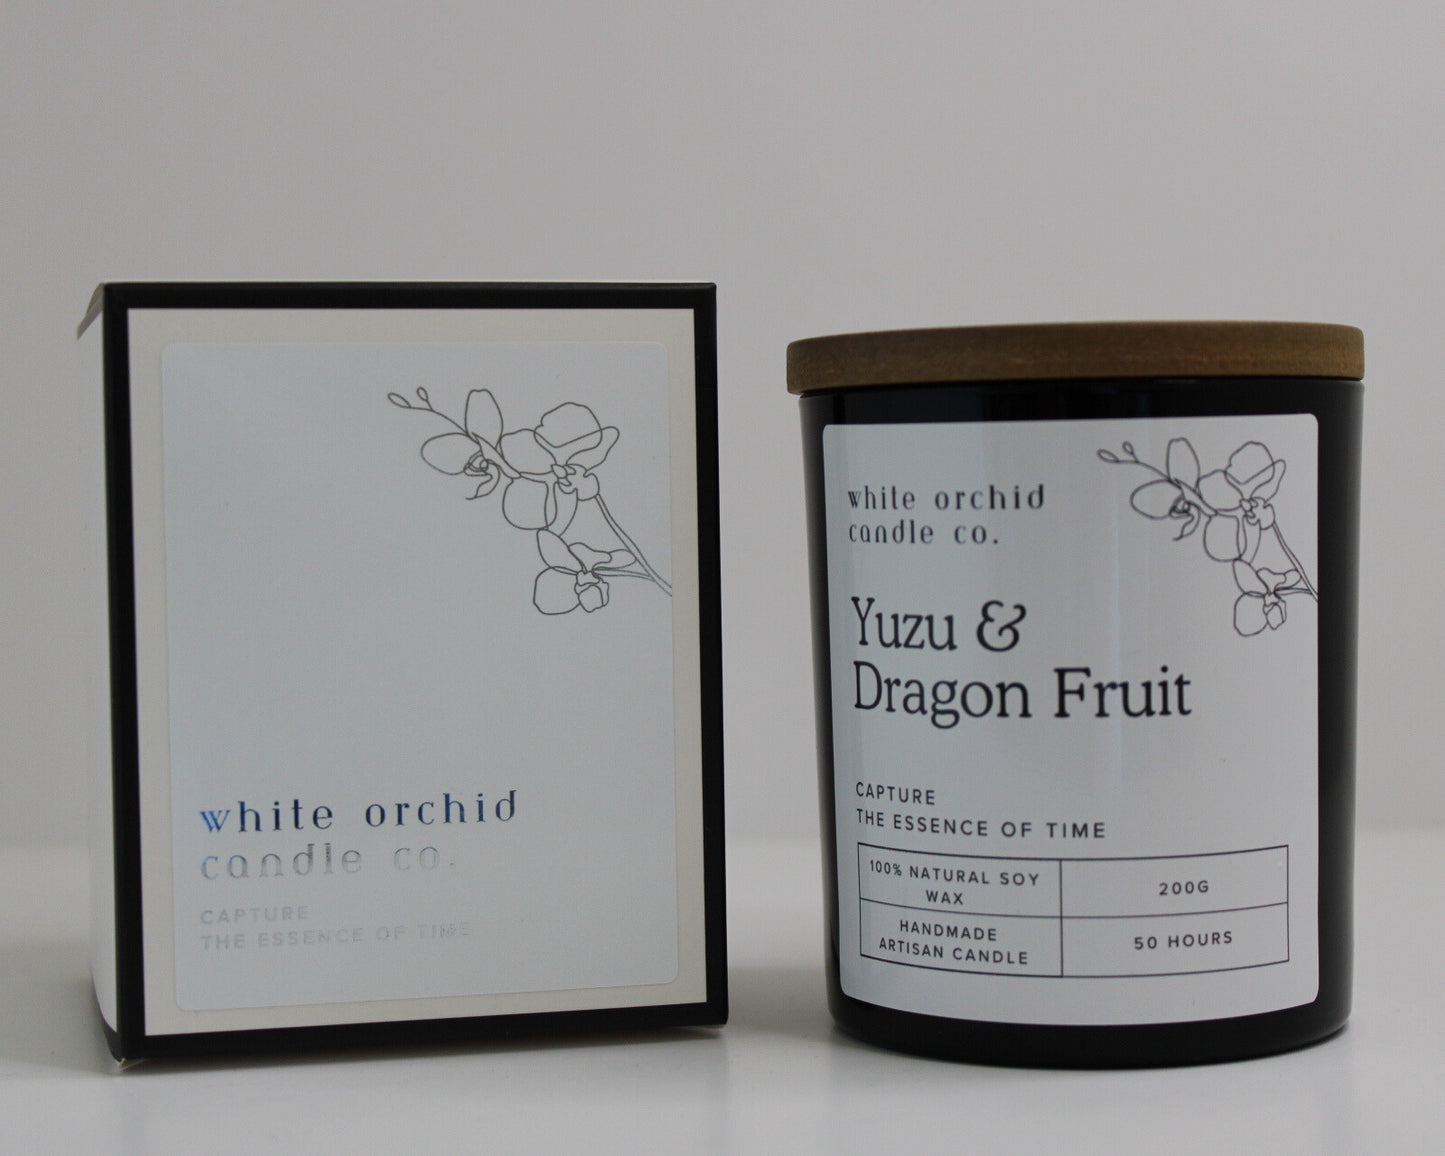 white orchid
candle co.
CAPTURE
THE ESSENCE OF TIME
white orchid
candle co.
Yuzu &
Dragon Fruit
CAPTURE
THE ESSENCE OF TIME
100% NATURAL SOY
WAX
200G
HANDMADE
ARTISAN CANDLE
50 HOURS